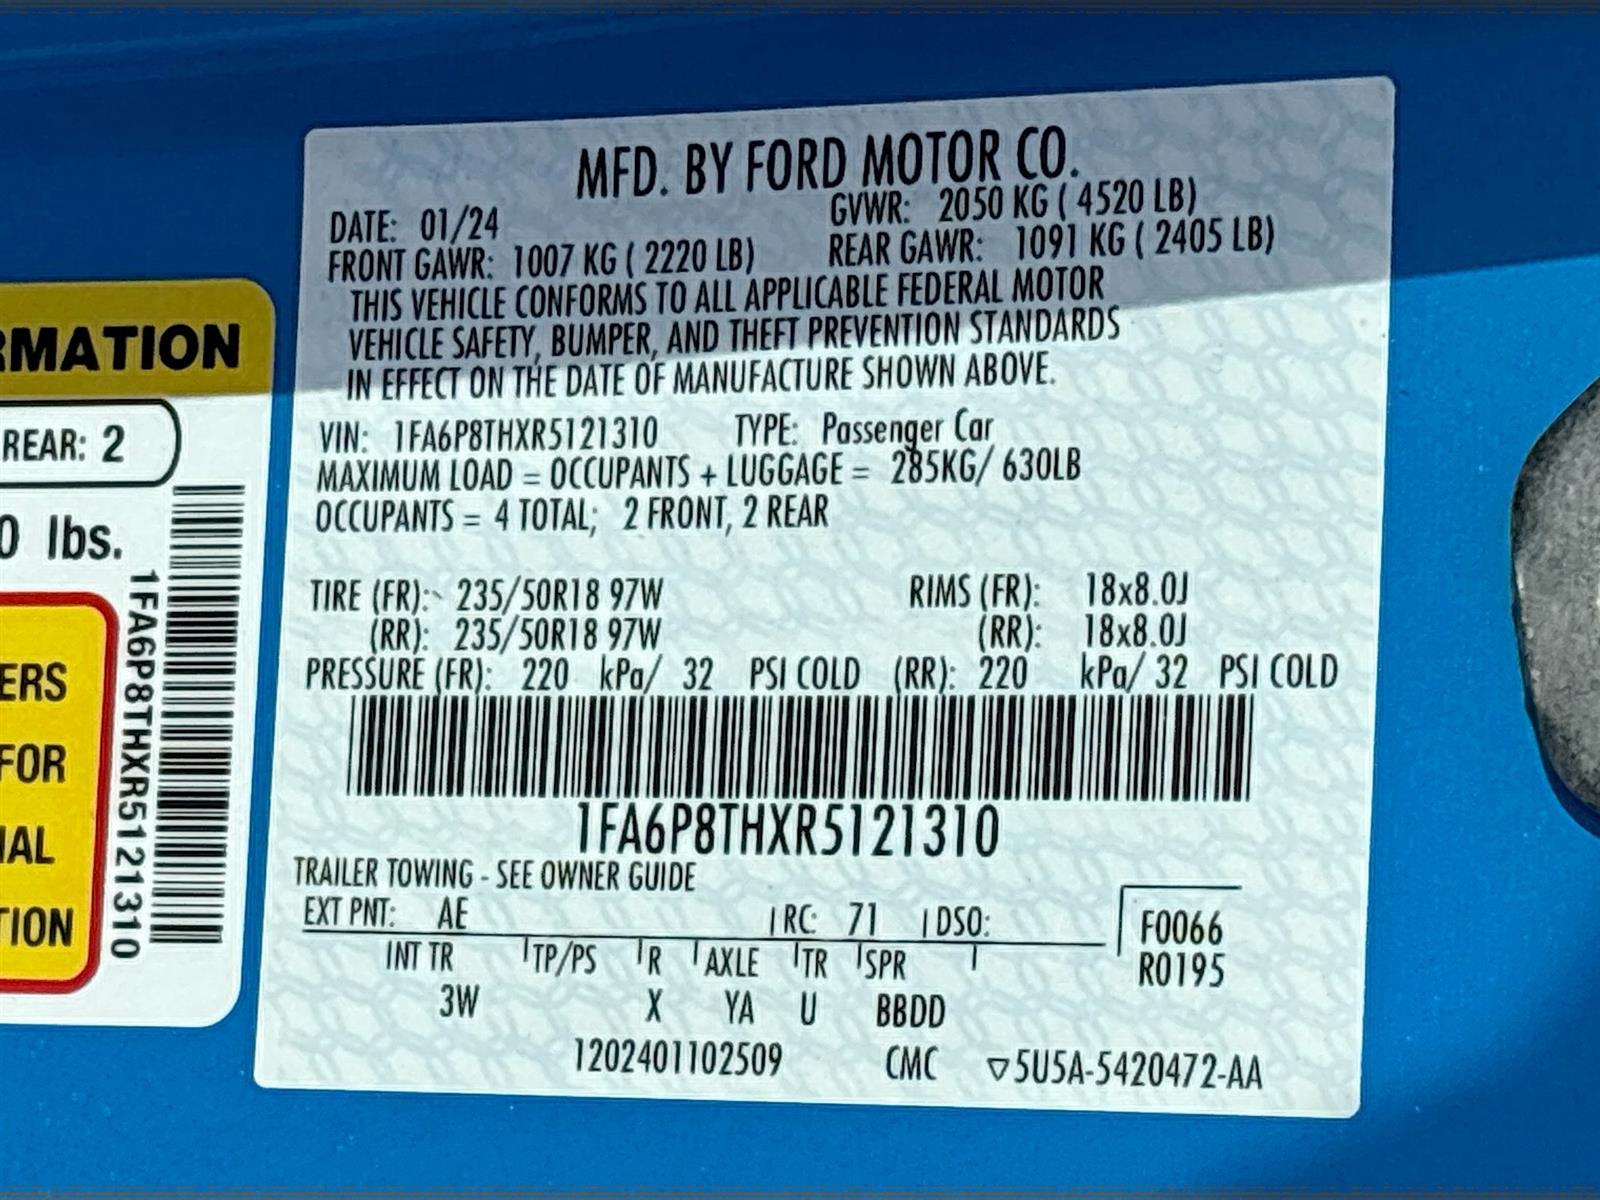 MFD. BY FORD MOTOR CO.
DATE: 01/24 GVWR: 2050 KG ( 4520 LB)
FRONT GAWR: 1007 KG ( 2220 LB) REAR GAWR: 1091 KG ( 2405 LB)
THIS VEHICLE CONFORMS TO ALL APPLICABLE FEDERAL MOTOR
VEHICLE SAFETY, BUMPER, AND THEFT PREVENTION STANDARDS
IN EFFECT ON THE DATE OF MANUFACTURE SHOWN ABOVE.
VIN: 1FA6P8THXR5121310 TYPE: Passenger Car
MAXIMUM LOAD = OCCUPANTS + LUGGAGE = 285KG/ 630LB
OCCUPANTS = 4 TOTAL; 2 FRONT, 2 REAR
TIRE (FR): 235/50R18 97W RIMS (FR): 18x8.0J
(RR): 235/50R18 97W (RR): 18x8.0J
PRESSURE (FR): 220 kPa/ 32 PSI COLD (RR): 220 kPa/ 32 PSI COLD
1FA6P8THXR5121310
TRAILER TOWING - SEE OWNER GUIDE
EXT PNT: AE RC: 71 DSO: F0066
R0195
INT TR TP/PS R AXLE TR SPR
3W X YA U BBDD
1202401102509 CMC ▽5U5A-5420472-AA
RMATION
REAR: 2
0 lbs.
1FA6P8THXR5121310
ERS
FOR
IAL
TION